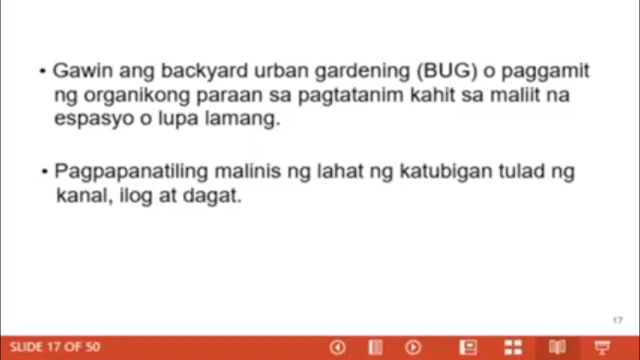 • Gawin ang backyard urban gardening (BUG) o paggamit
ng organikong paraan sa pagtatanim kahit sa maliit na
espasyo o lupa lamang.
• Pagpapanatiling malinis ng lahat ng katubigan tulad ng
kanal, ilog at dagat.
17
SLIDE 17 OF 50